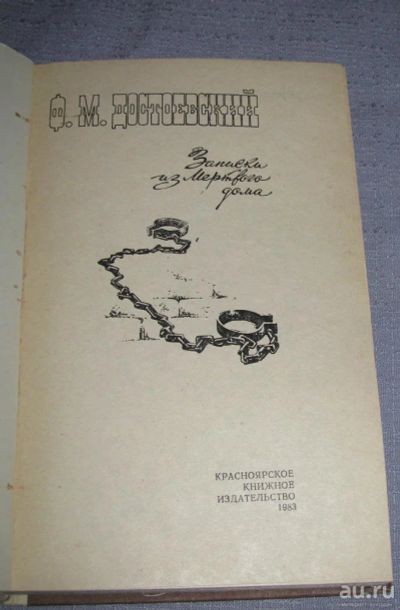 Ф. М. ДОСТОЕВСКИЙ
Записки
из Мертвого
дома
КРАСНОЯРСКОЕ
КНИЖНОЕ
ИЗДАТЕЛЬСТВО
1983
au.ru